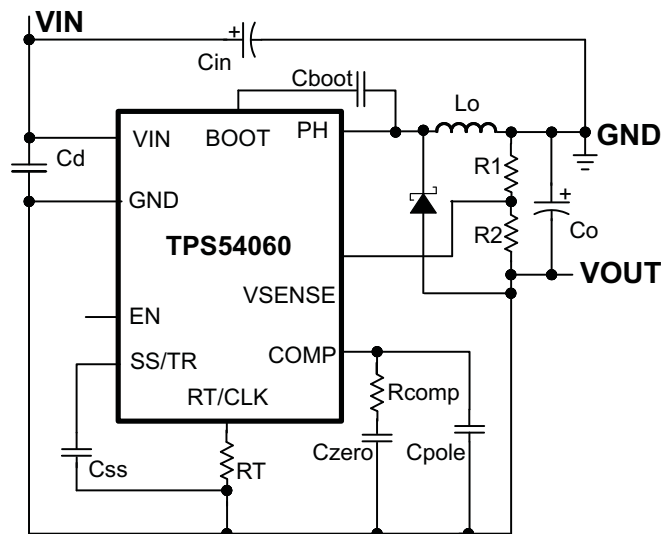 VIN
+
Cin
Cboot
Lo
VIN
BOOT
PH
GND
Cd
R1
GND
+
TPS54060
R2
Co
VOUT
VSENSE
EN
SS/TR
COMP
RT/CLK
Rcomp
Css
RT
Czero
Cpole